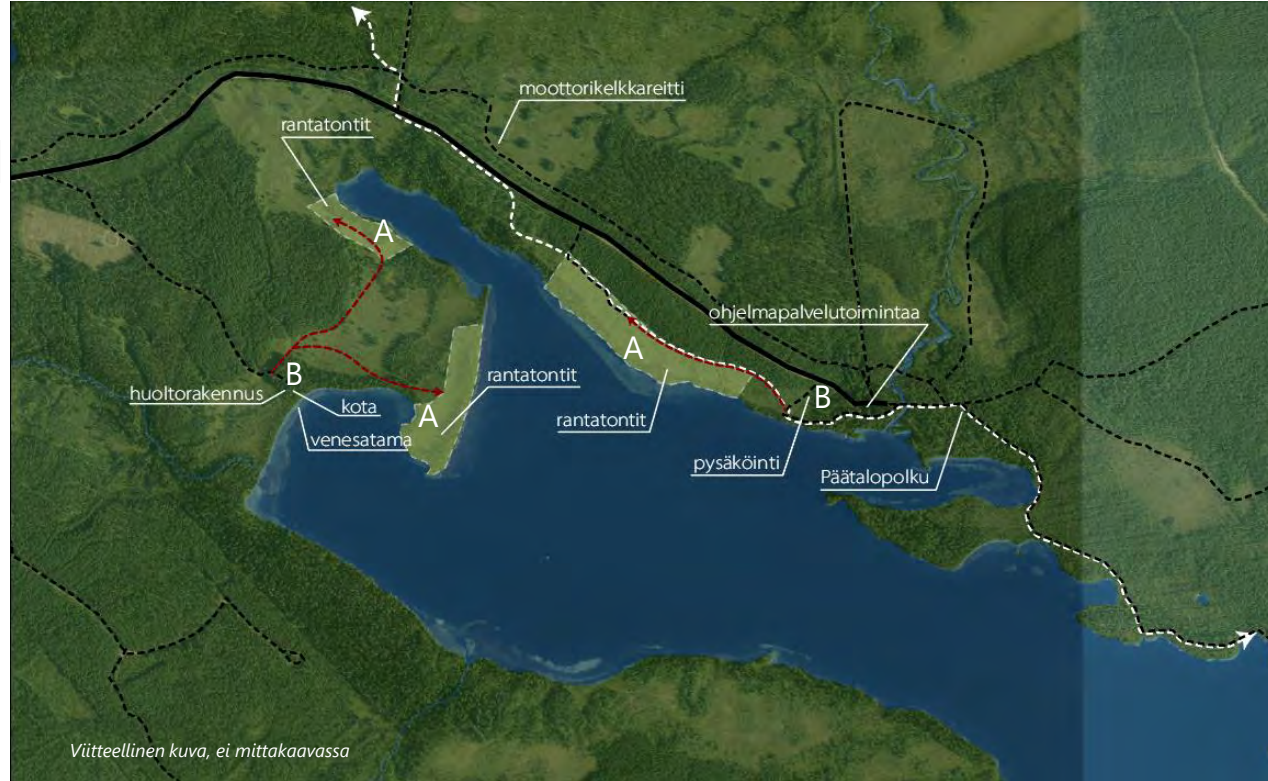 moottorikelkkareitti
rantatontit
A
ohjelmapalvelutoimintaa
A
rantatontit
B
huoltorakennus
kota
A
venesatama
rantatontit
B
pysäköinti
Päätalopolku
Viitteellinen kuva, ei mittakaavassa